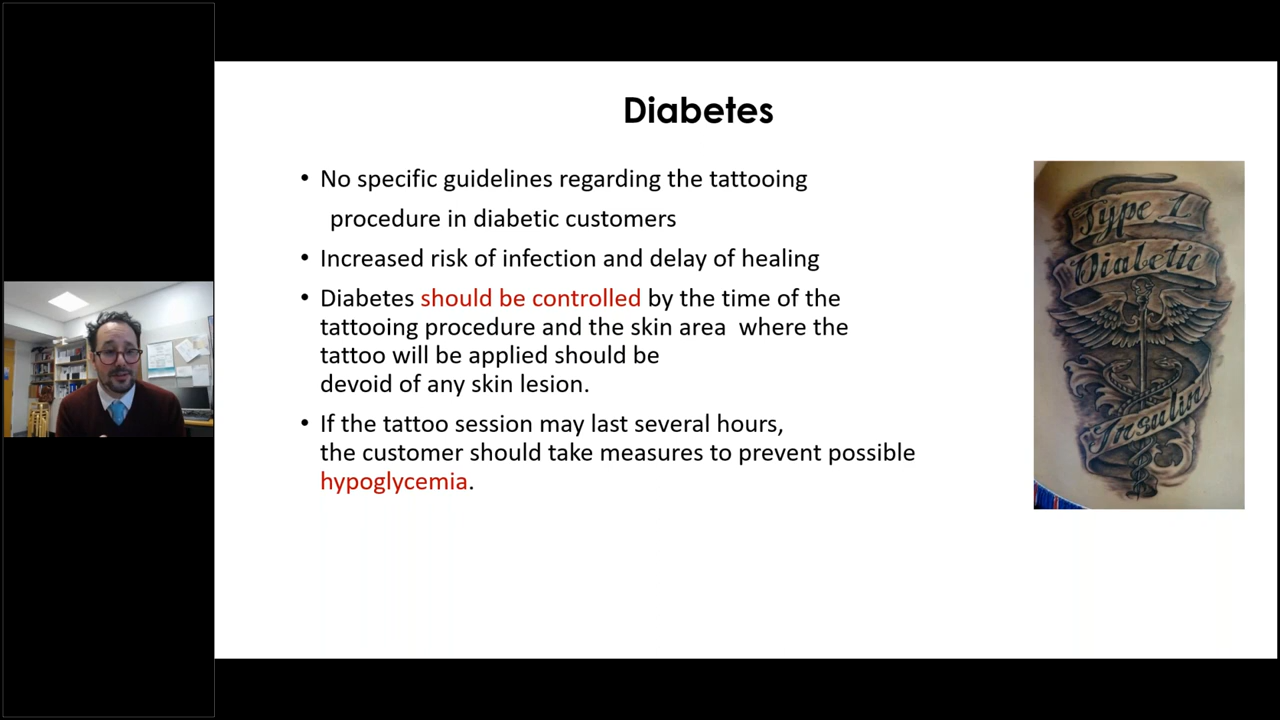 Diabetes
• No specific guidelines regarding the tattooing
procedure in diabetic customers
• Increased risk of infection and delay of healing
• Diabetes should be controlled by the time of the
tattooing procedure and the skin area where the
tattoo will be applied should be
devoid of any skin lesion.
• If the tattoo session may last several hours,
the customer should take measures to prevent possible
hypoglycemia.
Type 1
Diabetic
Insulin